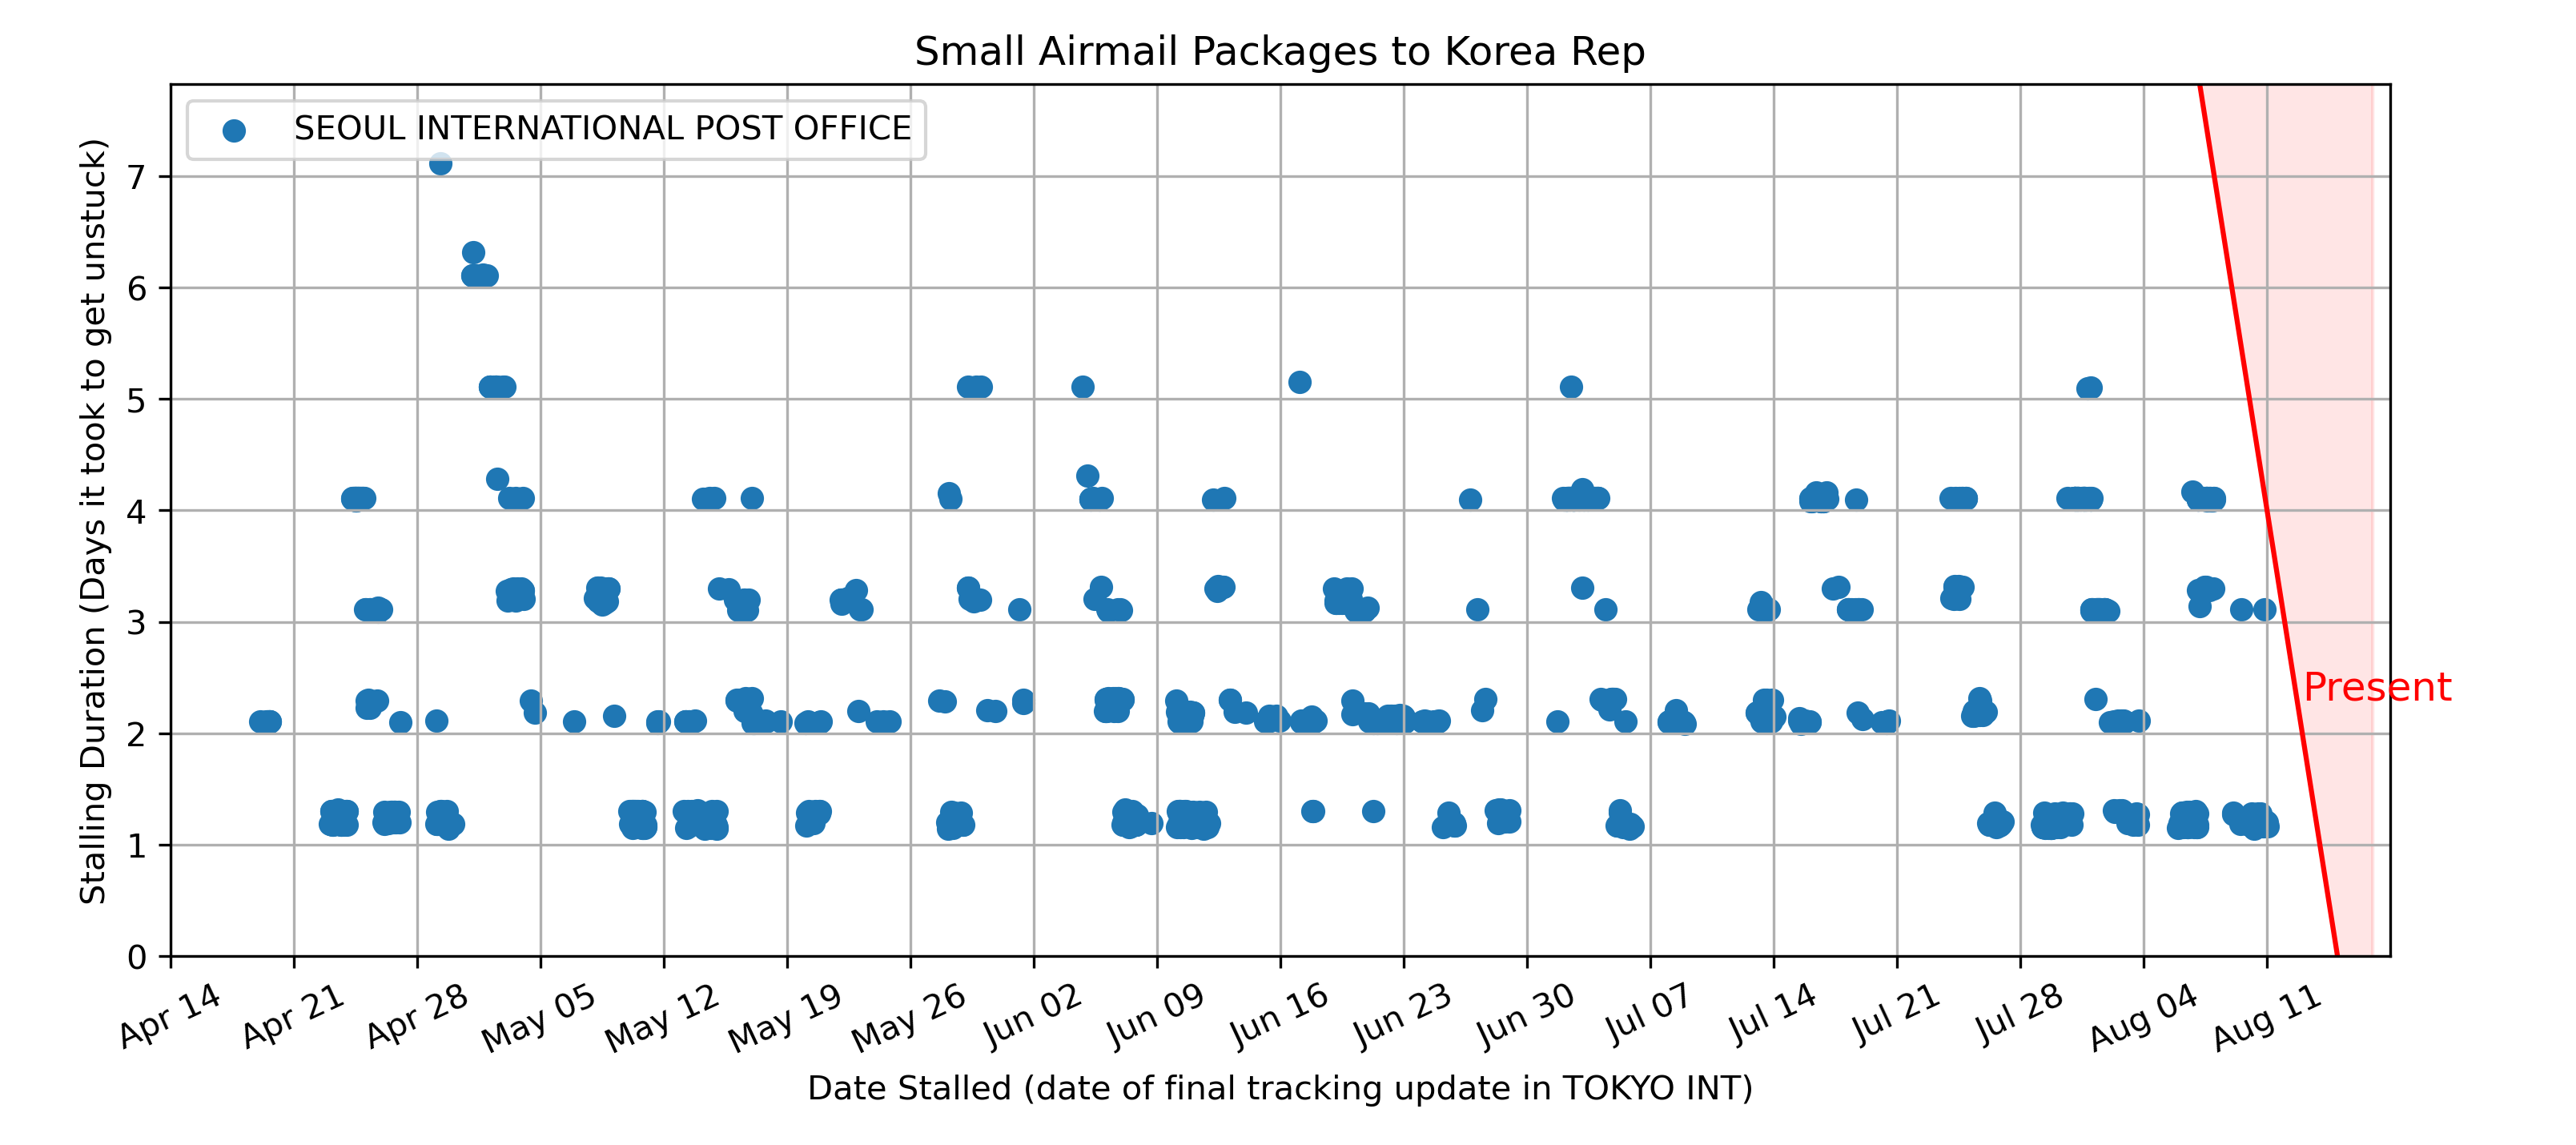 Small Airmail Packages to Korea Rep
SEOUL INTERNATIONAL POST OFFICE
Stalling Duration (Days it took to get unstuck)
7
6
5
4
3
2
1
0
Present
Apr 14
Apr 21
Apr 28
May 05
May 12
May 19
May 26
Jun 02
Jun 09
Jun 16
Jun 23
Jun 30
Jul 07
Jul 14
Jul 21
Jul 28
Aug 04
Aug 11
Date Stalled (date of final tracking update in TOKYO INT)